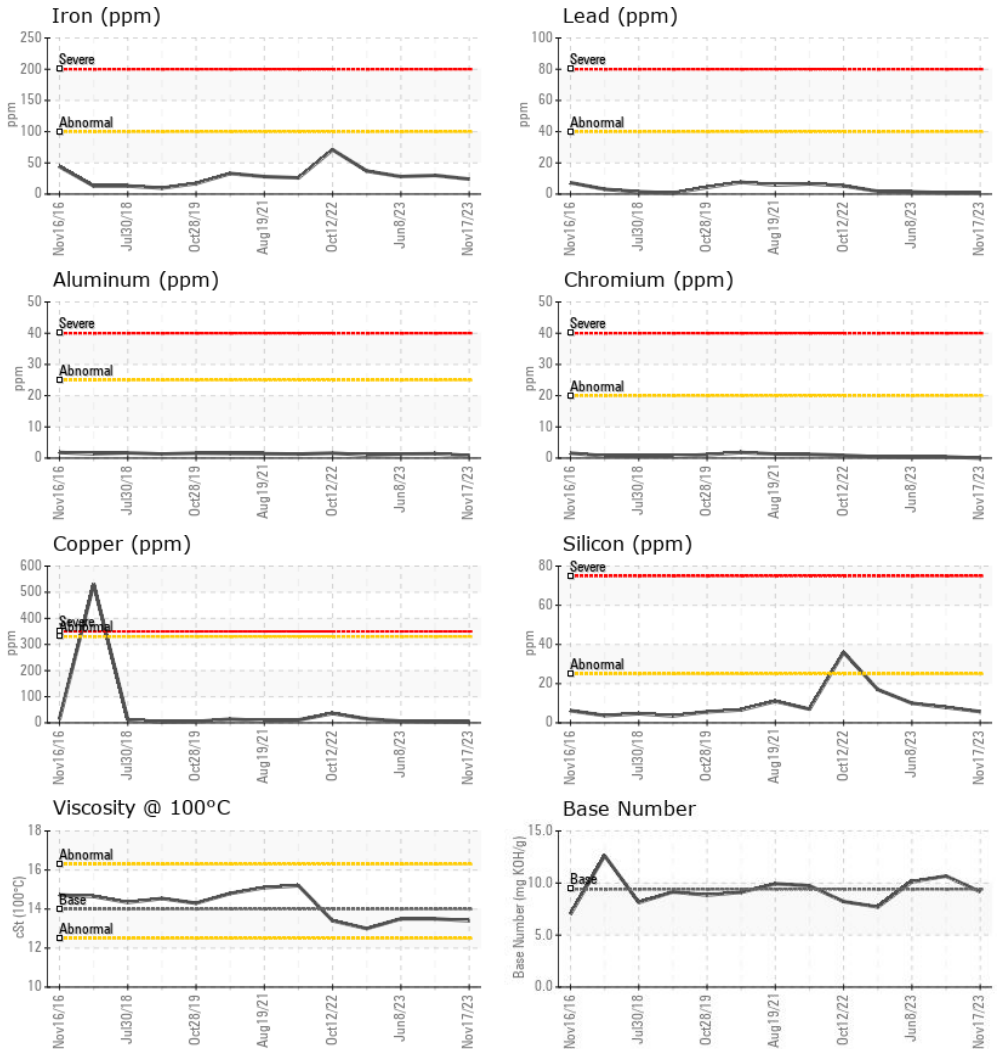 Iron (ppm)
250
200
150
100
50
0
ppm
Severe
Abnormal
Nov16/16
Jul30/18
Oct28/19
Aug19/21
Oct12/22
Jun8/23
Nov17/23
Lead (ppm)
100
80
60
40
20
0
ppm
Severe
Abnormal
Nov16/16
Jul30/18
Oct28/19
Aug19/21
Oct12/22
Jun8/23
Nov17/23
Aluminum (ppm)
50
40
30
20
10
0
ppm
Severe
Abnormal
Nov16/16
Jul30/18
Oct28/19
Aug19/21
Oct12/22
Jun8/23
Nov17/23
Chromium (ppm)
50
40
30
20
10
0
ppm
Severe
Abnormal
Nov16/16
Jul30/18
Oct28/19
Aug19/21
Oct12/22
Jun8/23
Nov17/23
Copper (ppm)
600
500
400
300
200
100
0
ppm
Severe
Abnormal
Nov16/16
Jul30/18
Oct28/19
Aug19/21
Oct12/22
Jun8/23
Nov17/23
Silicon (ppm)
80
60
40
20
0
ppm
Severe
Abnormal
Nov16/16
Jul30/18
Oct28/19
Aug19/21
Oct12/22
Jun8/23
Nov17/23
Viscosity @ 100°C
18
16
14
12
10
cSt (100°C)
Abnormal
Base
Abnormal
Nov16/16
Jul30/18
Oct28/19
Aug19/21
Oct12/22
Jun8/23
Nov17/23
Base Number
15.0
10.0
5.0
0.0
Base Number (mg KOH/g)
Base
Nov16/16
Jul30/18
Oct28/19
Aug19/21
Oct12/22
Jun8/23
Nov17/23